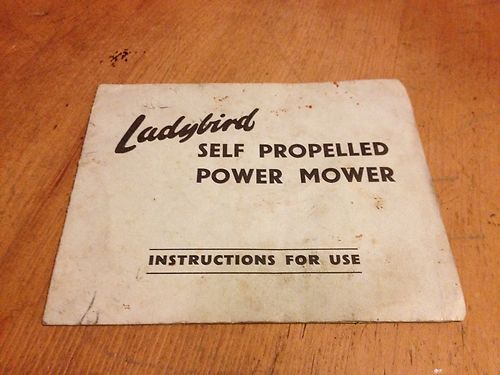 Ladybird
SELF PROPELLED
POWER MOWER
INSTRUCTIONS FOR USE